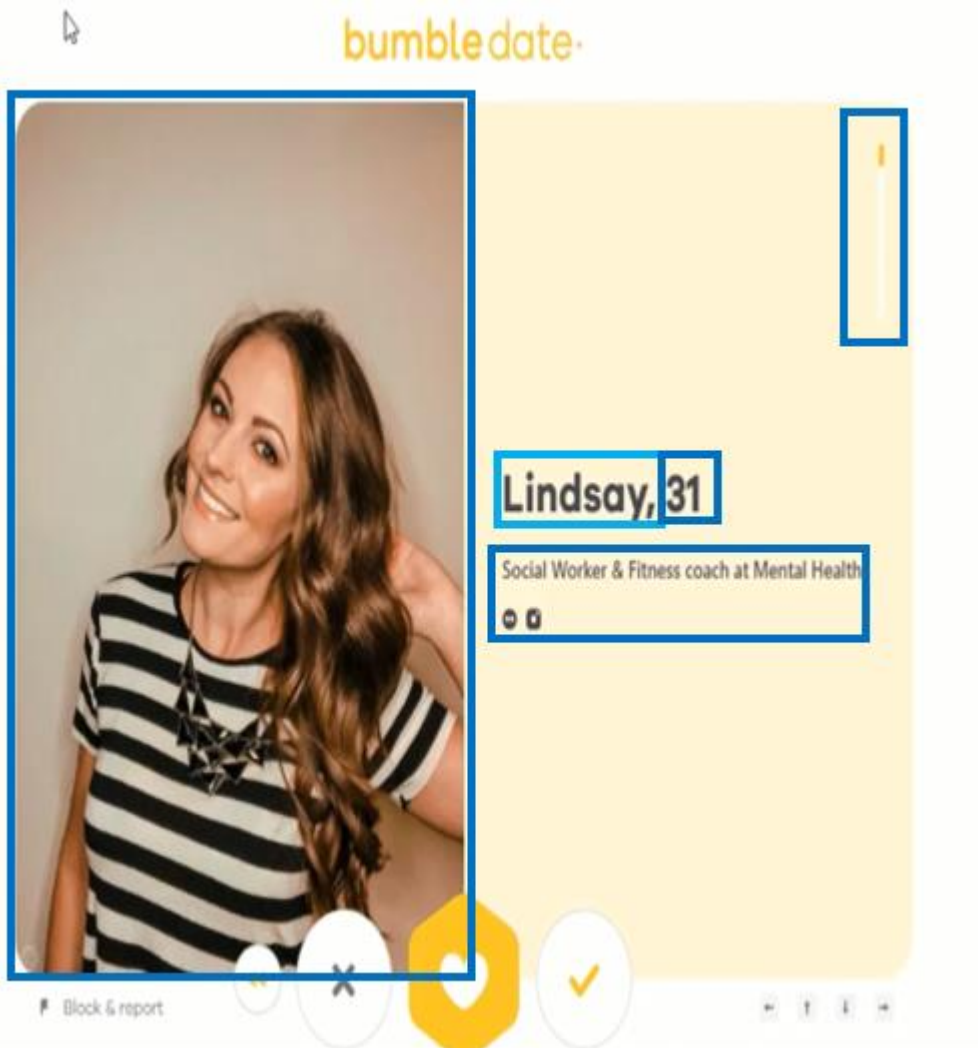 bumble date
Lindsay, 31
Social Worker & Fitness coach at Mental Health
Block & report